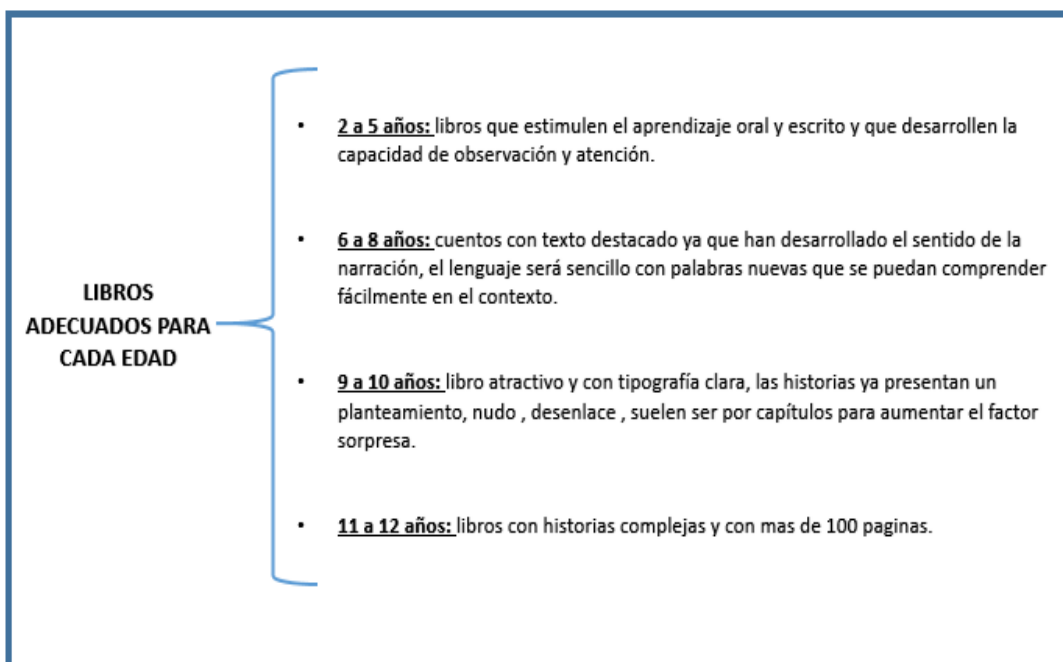 LIBROS
ADECUADOS PARA
CADA EDAD
• 2 a 5 años: libros que estimulen el aprendizaje oral y escrito y que desarrollen la
capacidad de observación y atención.
• 6 a 8 años: cuentos con texto destacado ya que han desarrollado el sentido de la
narración, el lenguaje será sencillo con palabras nuevas que se puedan comprender
fácilmente en el contexto.
• 9 a 10 años: libro atractivo y con tipografía clara, las historias ya presentan un
planteamiento, nudo , desenlace , suelen ser por capítulos para aumentar el factor
sorpresa.
• 11 a 12 años: libros con historias complejas y con mas de 100 paginas.